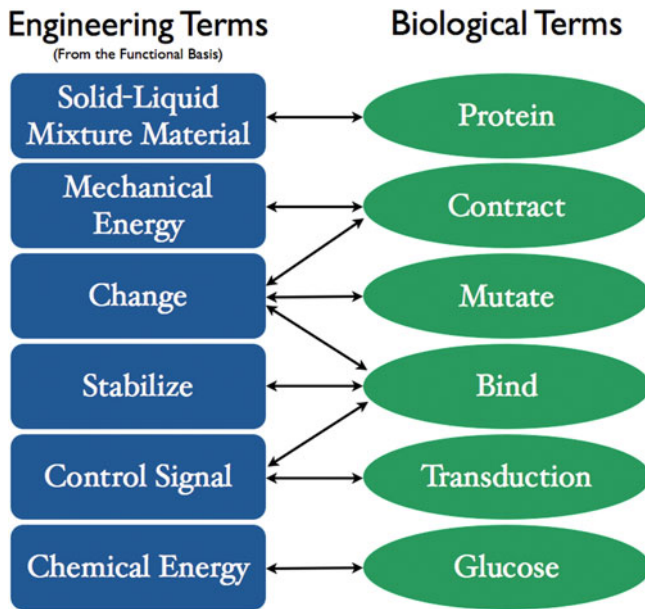 Engineering Terms
(From the Functional Basis)
Biological Terms
Solid-Liquid
Mixture Material
Protein
Mechanical
Energy
Contract
Change
Mutate
Stabilize
Bind
Control Signal
Transduction
Chemical Energy
Glucose